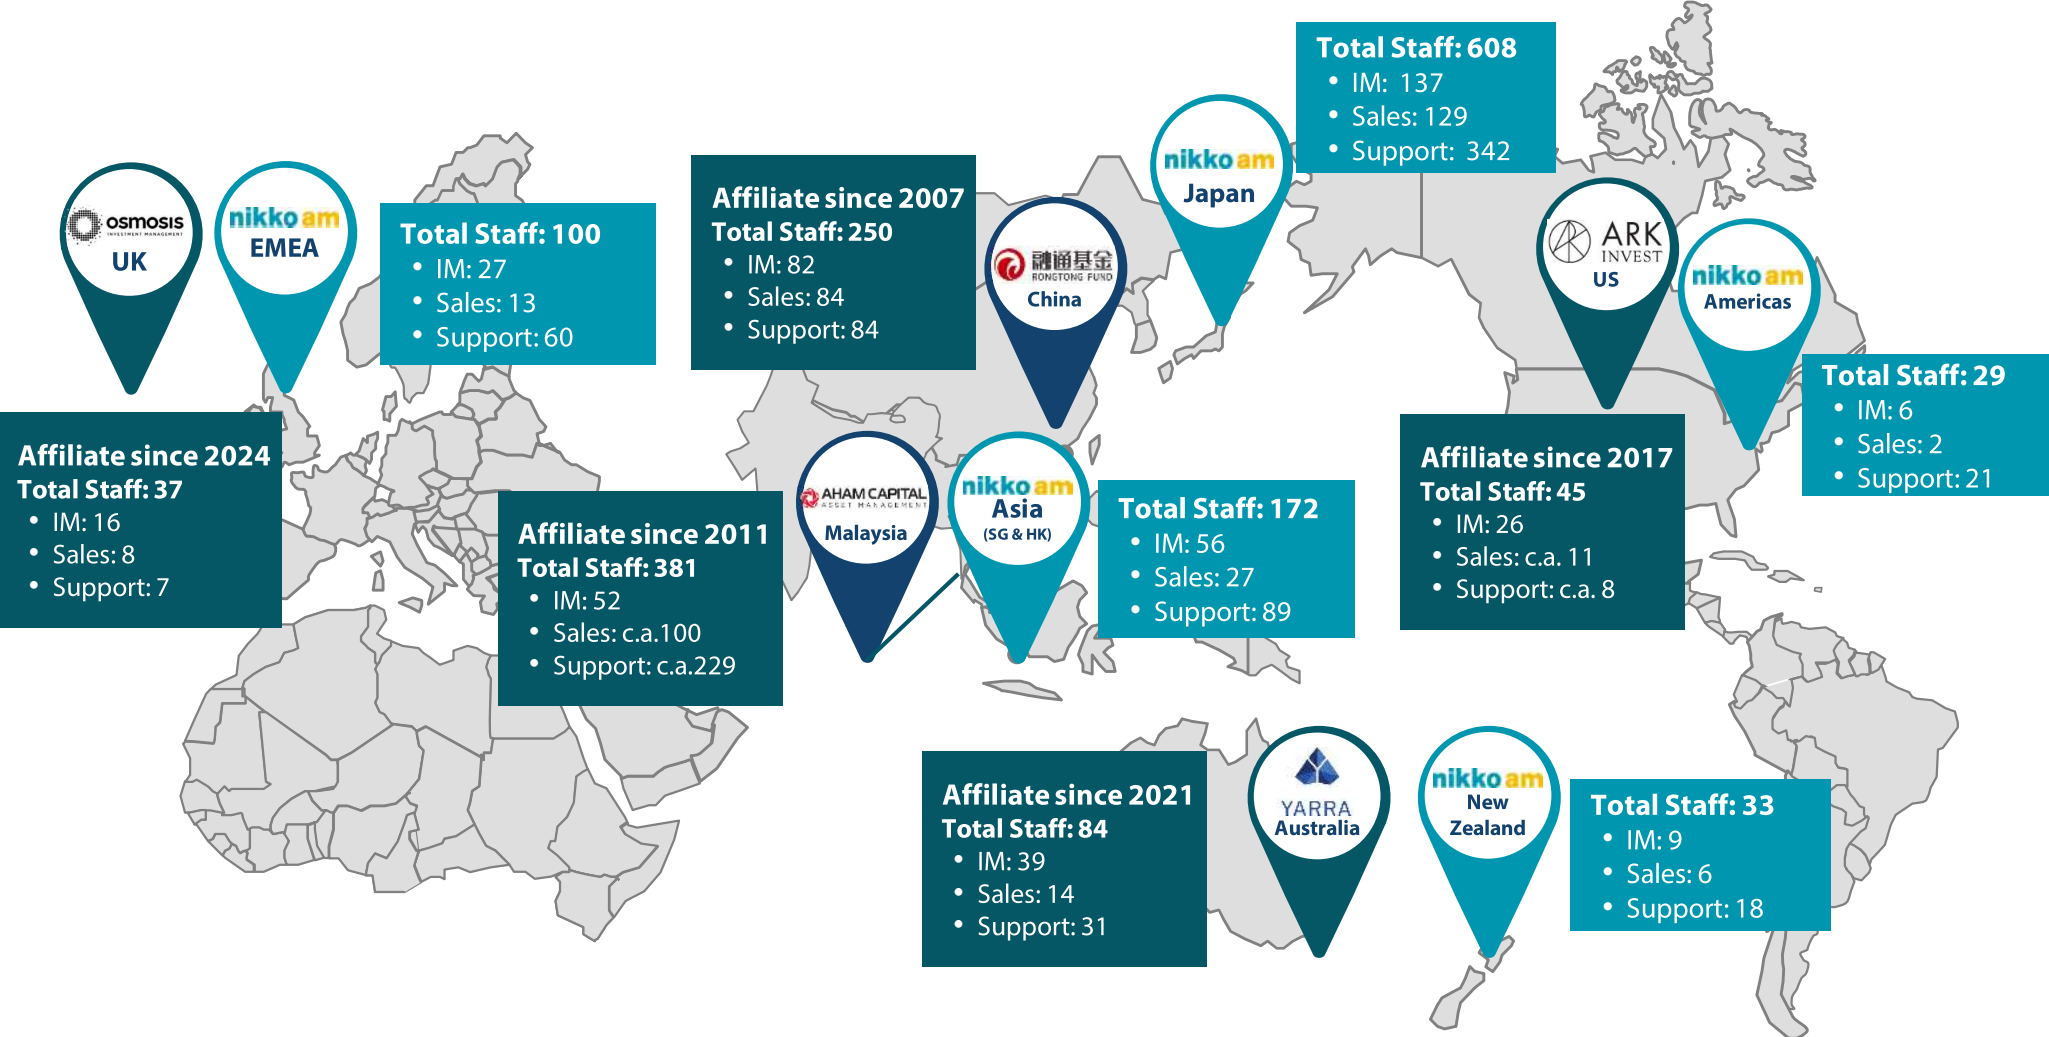 OSMOSIS
INVESTMENT MANAGEMENT
UK
Affiliate since 2024
Total Staff: 37
• IM: 16
• Sales: 8
• Support: 7
nikko am
EMEA
Total Staff: 100
• IM: 27
• Sales: 13
• Support: 60
Affiliate since 2007
Total Staff: 250
• IM: 82
• Sales: 84
• Support: 84
融通基金
RONGTONG FUND
China
nikko am
Japan
Total Staff: 608
• IM: 137
• Sales: 129
• Support: 342
ARK
INVEST
US
Affiliate since 2017
Total Staff: 45
• IM: 26
• Sales: c.a. 11
• Support: c.a. 8
nikko am
Americas
Total Staff: 29
• IM: 6
• Sales: 2
• Support: 21
Affiliate since 2011
Total Staff: 381
• IM: 52
• Sales: c.a.100
• Support: c.a.229
AHAM CAPITAL
ASSET MANAGEMENT
Malaysia
nikko am
Asia
(SG & HK)
Total Staff: 172
• IM: 56
• Sales: 27
• Support: 89
Affiliate since 2021
Total Staff: 84
• IM: 39
• Sales: 14
• Support: 31
YARRA
Australia
nikko am
New
Zealand
Total Staff: 33
• IM: 9
• Sales: 6
• Support: 18